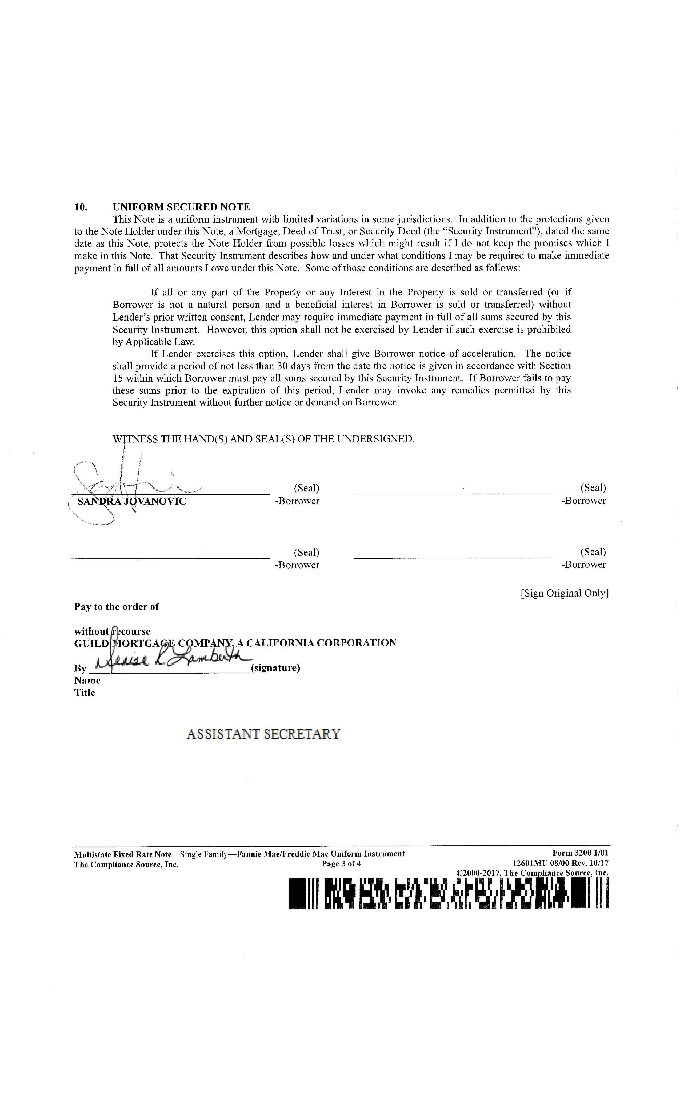 10. UNIFORM SECURED NOTE
This Note is a uniform instrument with limited variations in some jurisdictions. In addition to the protections given
to the Note Holder under this Note, a Mortgage, Deed of Trust, or Security Deed (the "Security Instrument"), dated the same
date as this Note, protects the Note Holder from possible losses which might result if I do not keep the promises which I
make in this Note. That Security Instrument describes how and under what conditions I may be required to make immediate
payment in full of all amounts I owe under this Note. Some of those conditions are described as follows:
If all or any part of the Property or any Interest in the Property is sold or transferred (or if
Borrower is not a natural person and a beneficial interest in Borrower is sold or transferred) without
Lender's prior written consent, Lender may require immediate payment in full of all sums secured by this
Security Instrument. However, this option shall not be exercised by Lender if such exercise is prohibited
by Applicable Law.
If Lender exercises this option, Lender shall give Borrower notice of acceleration. The notice
shall provide a period of not less than 30 days from the date the notice is given in accordance with Section
15 within which Borrower must pay all sums secured by this Security Instrument. If Borrower fails to pay
these sums prior to the expiration of this period, Lender may invoke any remedies permitted by this
Security Instrument without further notice or demand on Borrower.
WITNESS THE HAND(S) AND SEAL(S) OF THE UNDERSIGNED.
(Seal) (Seal)
SANDRA JOVANOVIC -Borrower -Borrower
(Seal) (Seal)
-Borrower -Borrower
[Sign Original Only]
Pay to the order of
without recourse
GUILD MORTGAGE COMPANY, A CALIFORNIA CORPORATION
By Denise L. Lamberth (signature)
Name
Title
ASSISTANT SECRETARY
Multistate Fixed Rate Note—Single Family—Fannie Mae/Freddie Mac Uniform Instrument Form 3200 1/01
The Compliance Source, Inc. Page 3 of 4 12601MU 08/00 Rev. 10/17
©2000-2017, The Compliance Source, Inc.